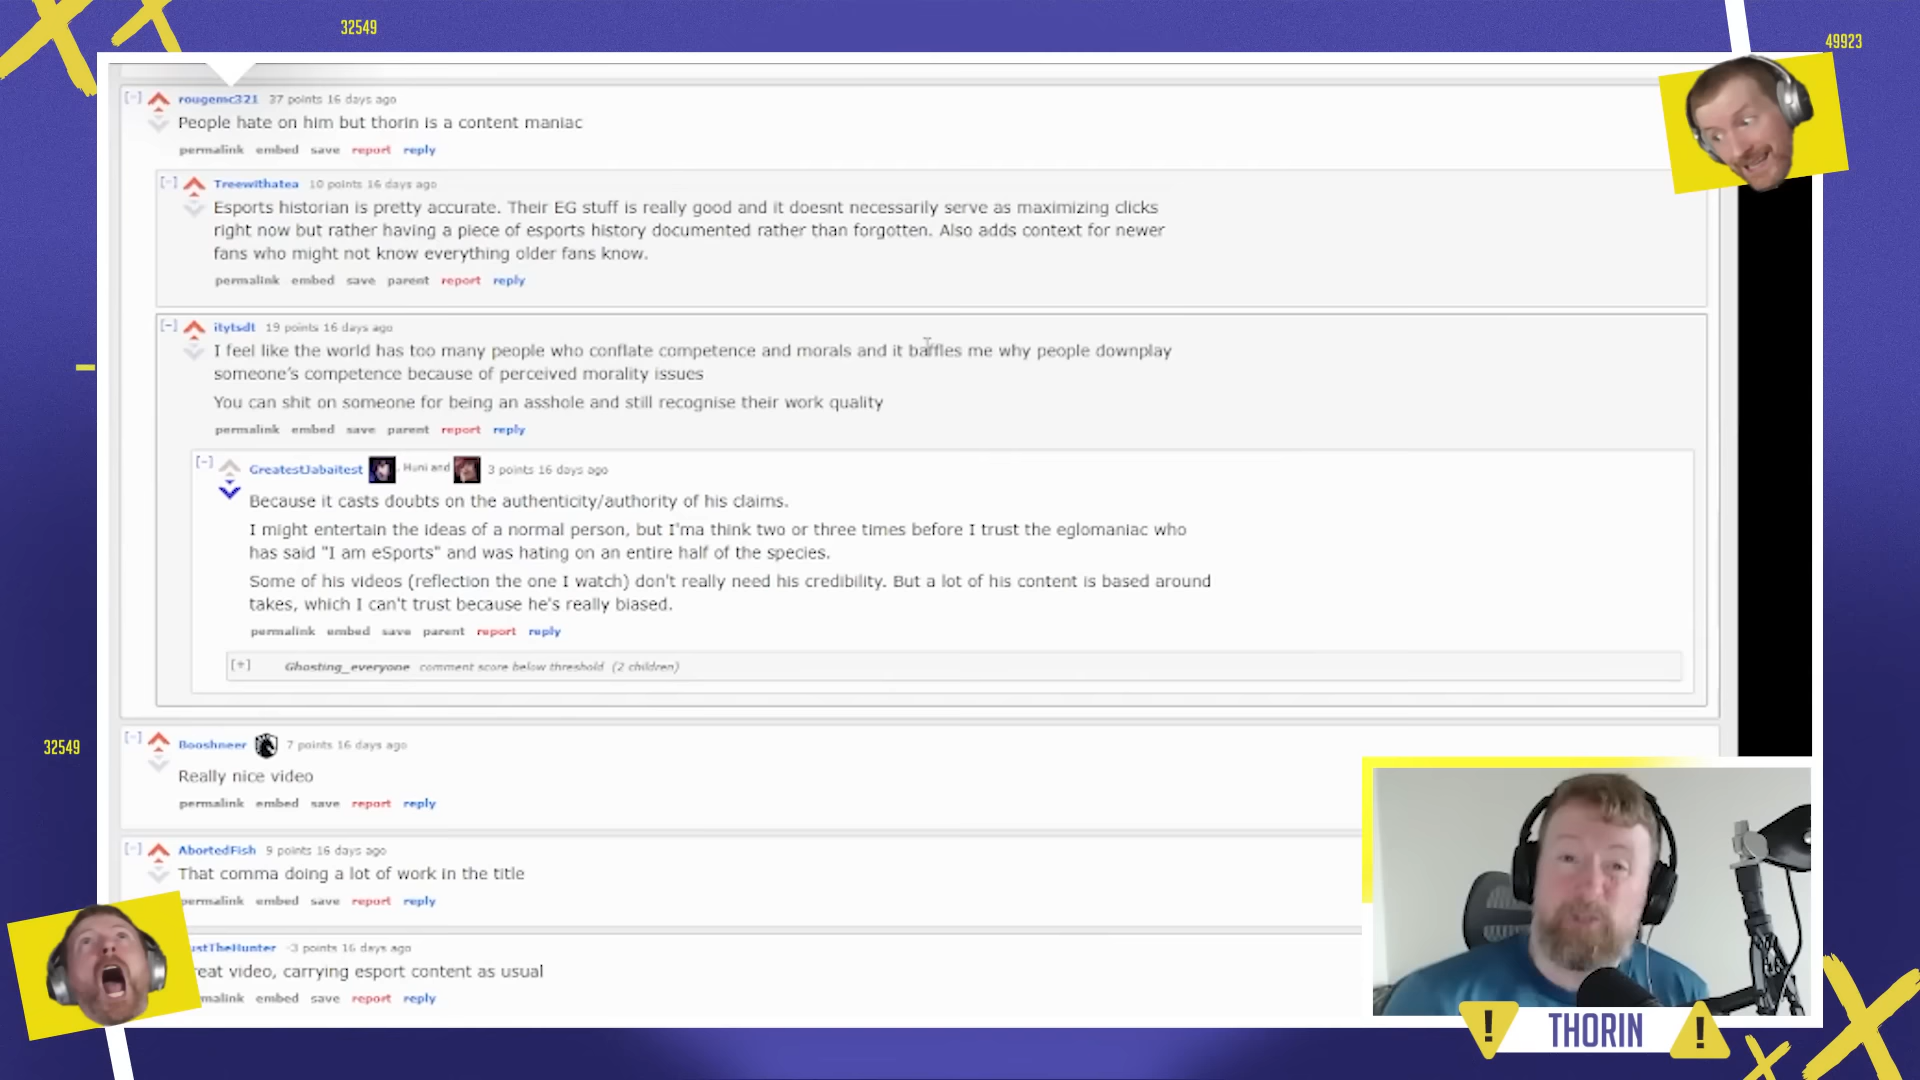 32549
49923
[-] rougemc321 37 points 16 days ago
People hate on him but thorin is a content maniac
permalink embed save report reply
[-] Treewithatea 10 points 16 days ago
Esports historian is pretty accurate. Their EG stuff is really good and it doesnt necessarily serve as maximizing clicks
right now but rather having a piece of esports history documented rather than forgotten. Also adds context for newer
fans who might not know everything older fans know.
permalink embed save parent report reply
[-] itytsdt 19 points 16 days ago
I feel like the world has too many people who conflate competence and morals and it baffles me why people downplay
someone's competence because of perceived morality issues
You can shit on someone for being an asshole and still recognise their work quality
permalink embed save parent report reply
[-] GreatestJabaitest Huni and 3 points 16 days ago
Because it casts doubts on the authenticity/authority of his claims.
I might entertain the ideas of a normal person, but I'ma think two or three times before I trust the eglomaniac who
has said "I am eSports" and was hating on an entire half of the species.
Some of his videos (reflection the one I watch) don't really need his credibility. But a lot of his content is based around
takes, which I can't trust because he's really biased.
permalink embed save parent report reply
[+] Ghosting_everyone comment score below threshold (2 children)
32549
[-] Booshneer 7 points 16 days ago
Really nice video
permalink embed save report reply
[-] AbortedFish 9 points 16 days ago
That comma doing a lot of work in the title
permalink embed save report reply
ustTheHunter -3 points 16 days ago
reat video, carrying esport content as usual
malink embed save report reply
! THORIN !